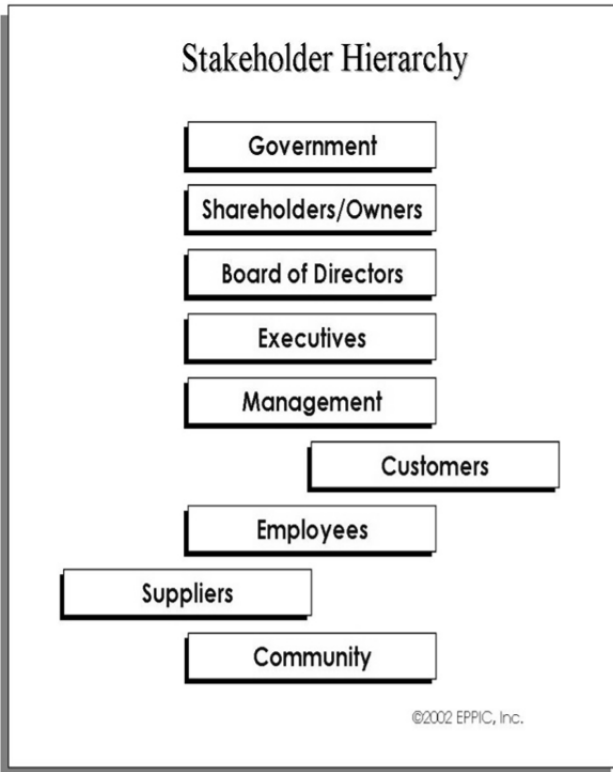 Stakeholder Hierarchy
Government
Shareholders/Owners
Board of Directors
Executives
Management
Customers
Employees
Suppliers
Community
©2002 EPPIC, Inc.